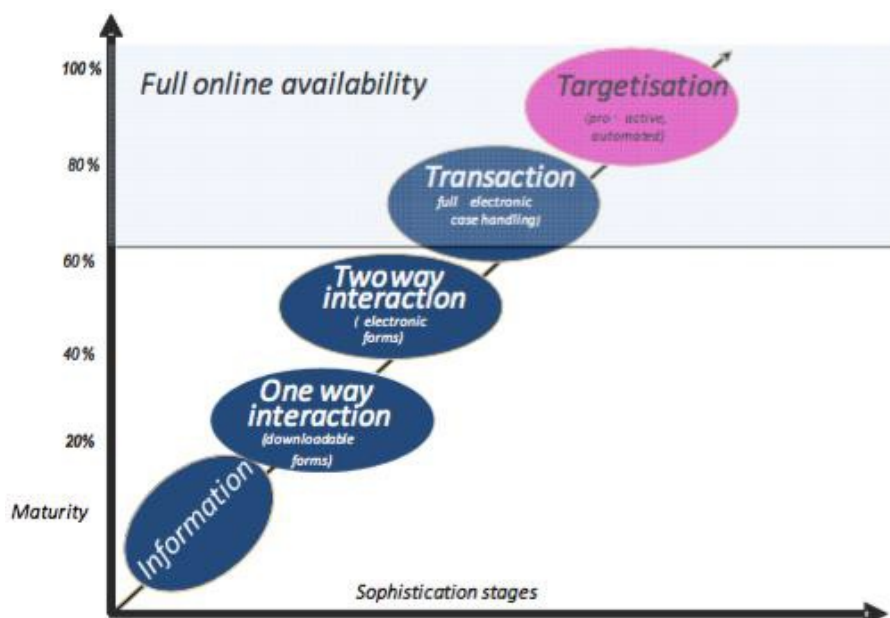 100%
Full online availability
Targetisation
(pro - active,
automated)
80%
Transaction
full electronic
case handling)
60%
Two way
interaction
( electronic
forms)
40%
One way
interaction
(downloadable
forms)
20%
Information
Maturity
Sophistication stages